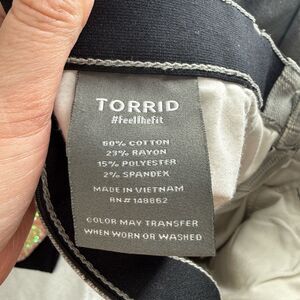 TORRID
#feelthefit
60% COTTON
23% RAYON
15% POLYESTER
2% SPANDEX
MADE IN VIETNAM
RN# 148862
COLOR MAY TRANSFER
WHEN WORN OR WASHED